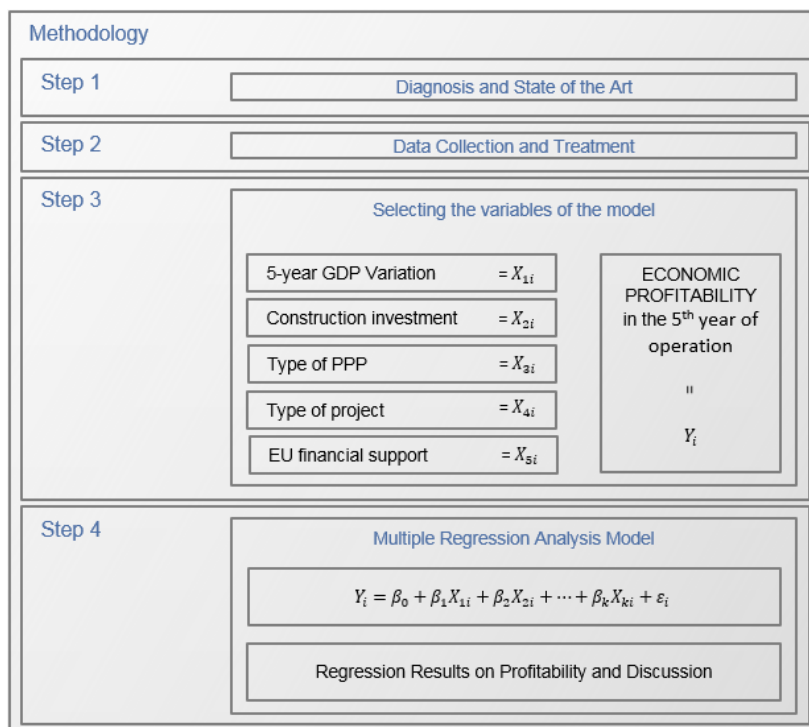 Methodology
Step 1
Diagnosis and State of the Art
Step 2
Data Collection and Treatment
Step 3
Selecting the variables of the model
5-year GDP Variation = X₁ᵢ
Construction investment = X₂ᵢ
Type of PPP = X₃ᵢ
Type of project = X₄ᵢ
EU financial support = X₅ᵢ
ECONOMIC
PROFITABILITY
in the 5ᵗʰ year of
operation
=
Yᵢ
Step 4
Multiple Regression Analysis Model
Yᵢ = β₀ + β₁X₁ᵢ + β₂X₂ᵢ + ⋯ + βₖXₖᵢ + εᵢ
Regression Results on Profitability and Discussion